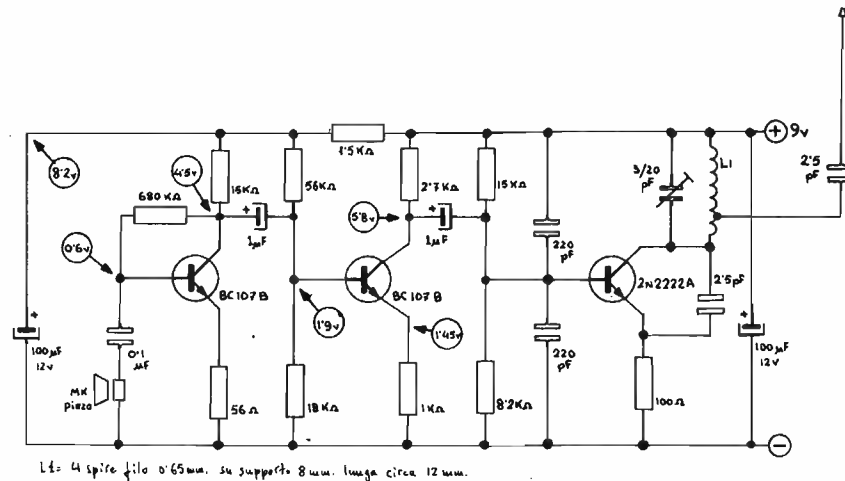 9v
1.5KΩ
3/20
pF
L1
2.5
pF
8.2v
4.5v
15KΩ
56KΩ
2.7KΩ
15KΩ
680KΩ
1µF
5.8v
1µF
220
pF
0.6v
BC107B
BC107B
2N2222A
2.5pF
1.9v
1.45v
100µF
12v
0.1
µF
220
pF
100µF
12v
MK
piezo
56Ω
18KΩ
1KΩ
8.2KΩ
100Ω
L1= 4 spire filo 0.65mm. su supporto 8mm. lunga circa 12mm.